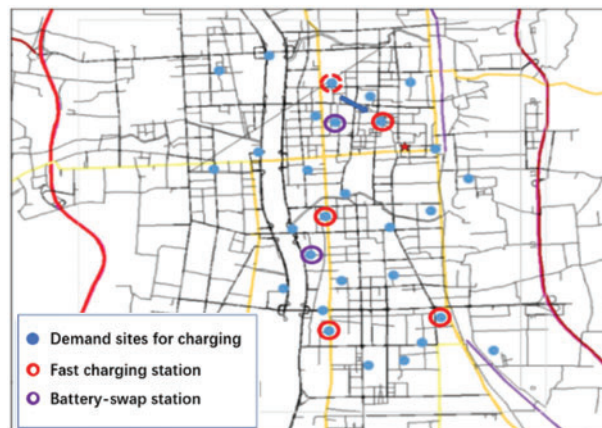 Demand sites for charging
Fast charging station
Battery-swap station